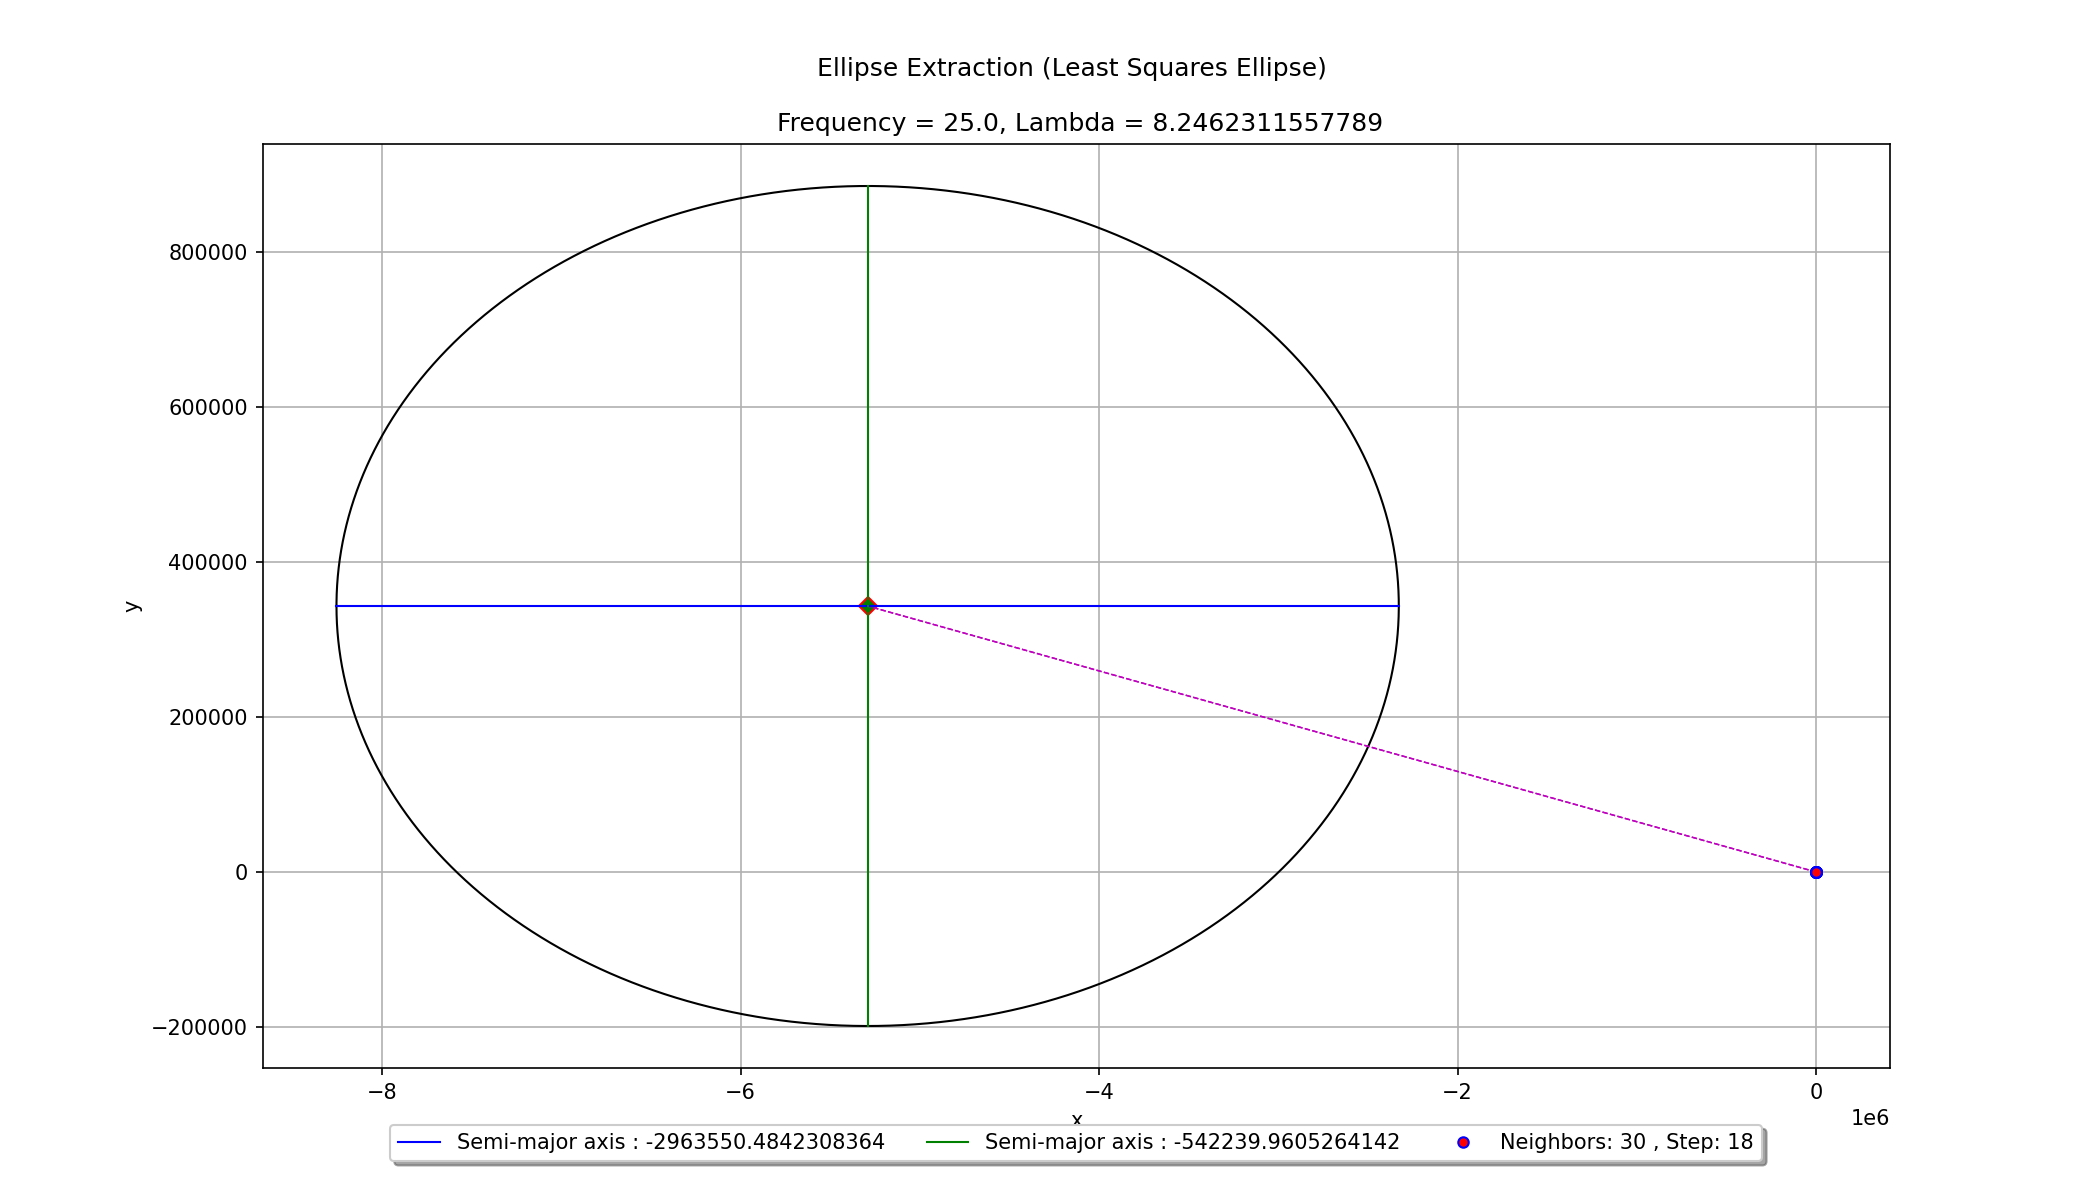 Ellipse Extraction (Least Squares Ellipse)
Frequency = 25.0, Lambda = 8.2462311557789
800000
600000
400000
200000
0
−200000
y
−8
−6
−4
−2
0
x
1e6
Semi-major axis : -2963550.4842308364
Semi-major axis : -542239.9605264142
Neighbors: 30 , Step: 18